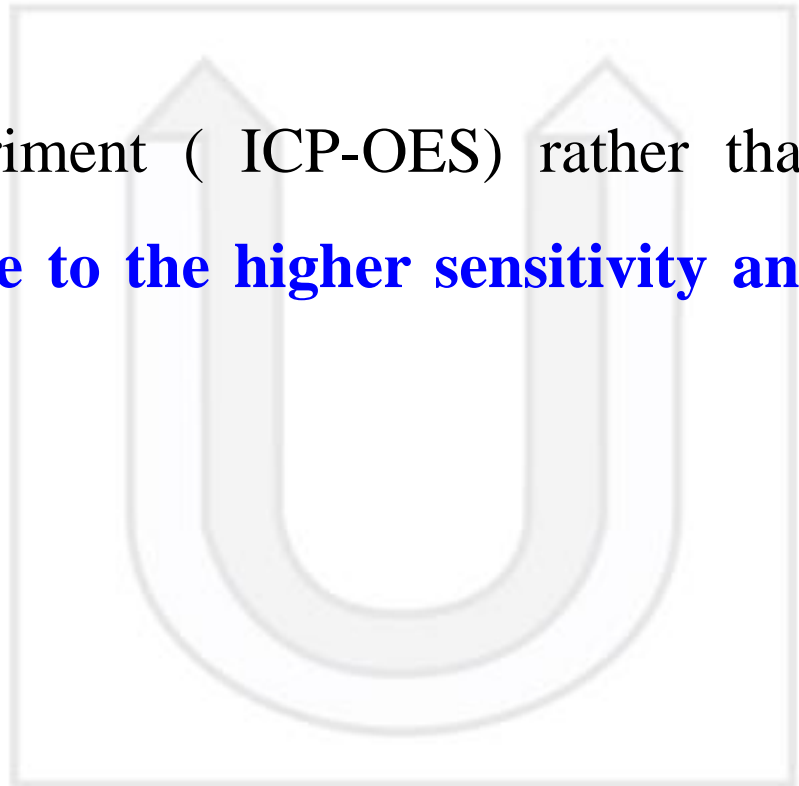 riment ( ICP-OES) rather tha
e to the higher sensitivity an